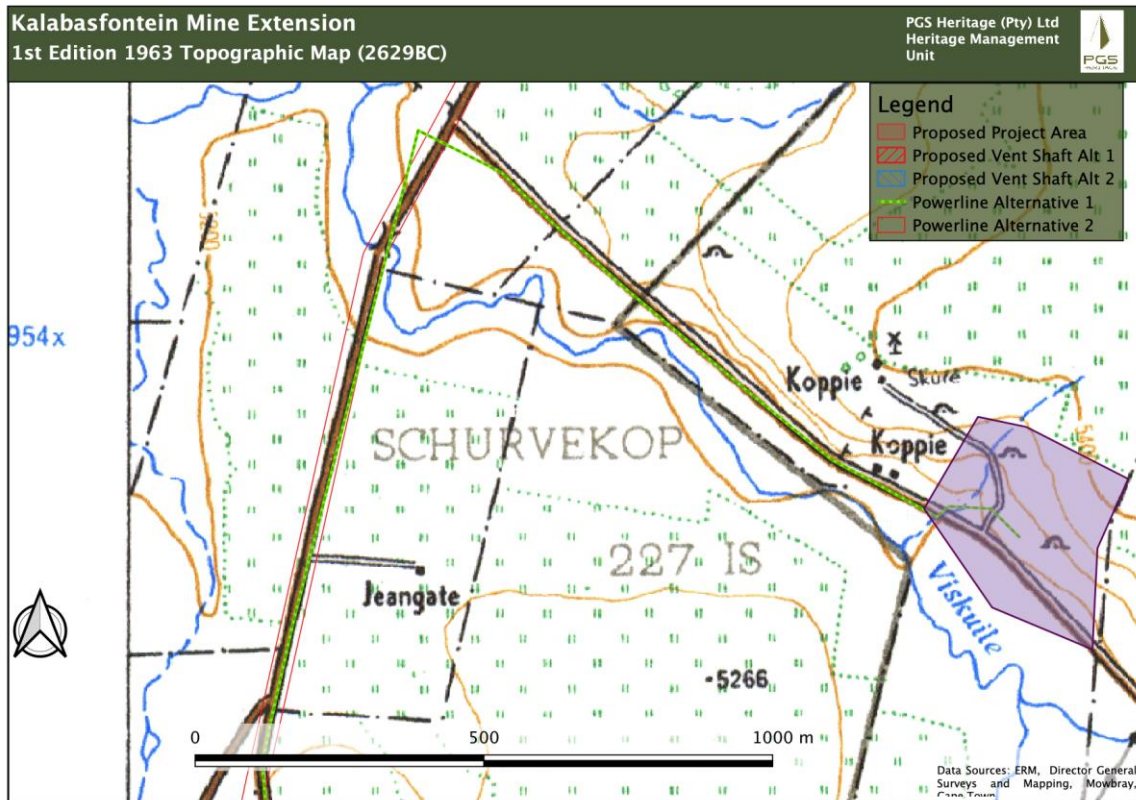 Kalabasfontein Mine Extension
1st Edition 1963 Topographic Map (2629BC)
PGS Heritage (Pty) Ltd
Heritage Management
Unit
PGS
Legend
Proposed Project Area
Proposed Vent Shaft Alt 1
Proposed Vent Shaft Alt 2
Powerline Alternative 1
Powerline Alternative 2
954x
Koppie
Skure
Koppie
SCHURVEKOP
5400
227 IS
Jeangate
Viskuile
5266
0 500 1000 m
Data Sources: ERM, Director General
Surveys and Mapping, Mowbray,
Cape Town